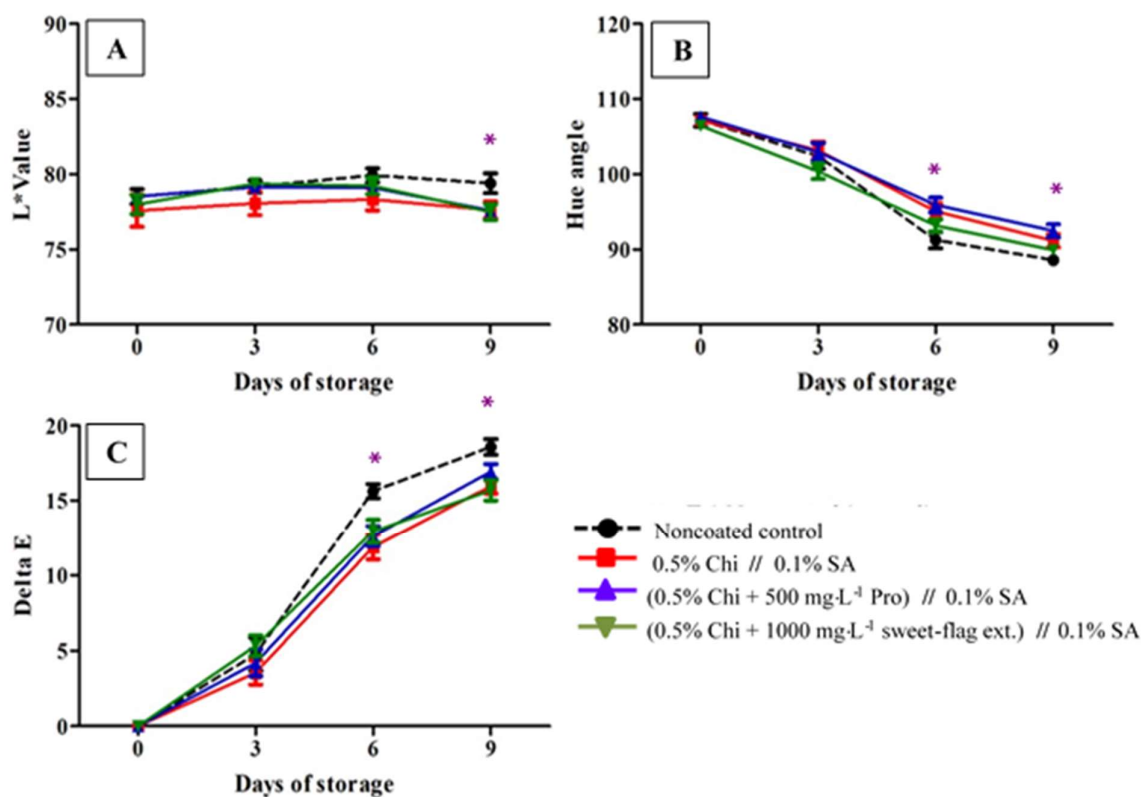 A
L*Value
90
85
80
75
70
0 3 6 9
Days of storage
*
B
Hue angle
120
110
100
90
80
0 3 6 9
Days of storage
* *
C
Delta E
20
15
10
5
0
0 3 6 9
Days of storage
* *
Noncoated control
0.5% Chi // 0.1% SA
(0.5% Chi + 500 mg·L⁻¹ Pro) // 0.1% SA
(0.5% Chi + 1000 mg·L⁻¹ sweet-flag ext.) // 0.1% SA